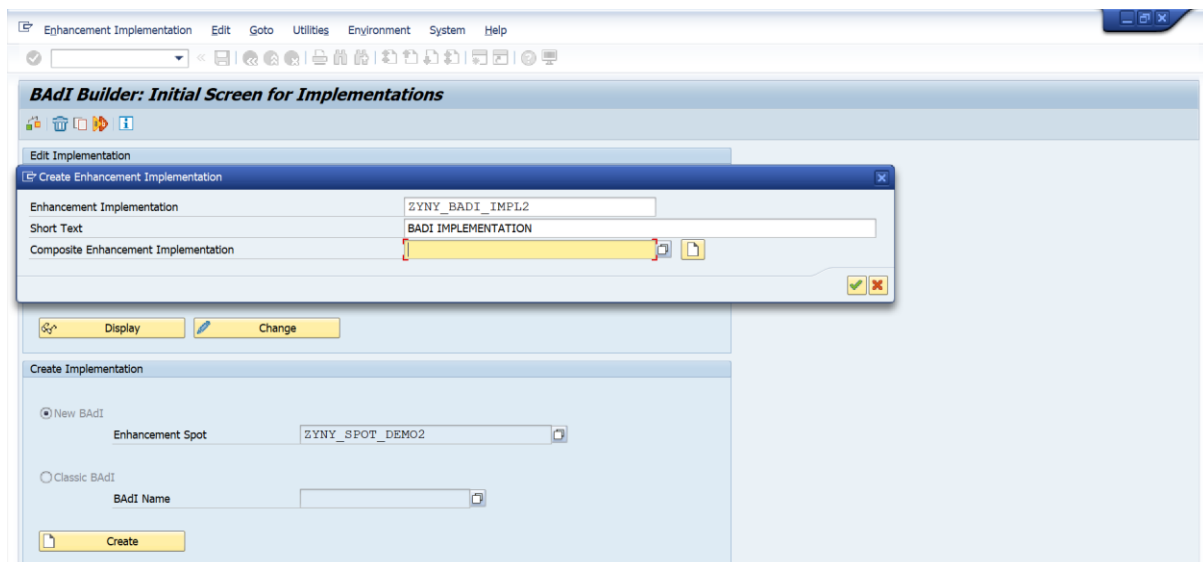 Enhancement Implementation Edit Goto Utilities Environment System Help
BAdI Builder: Initial Screen for Implementations
Edit Implementation
Create Enhancement Implementation
Enhancement Implementation ZYNY_BADI_IMPL2
Short Text BADI IMPLEMENTATION
Composite Enhancement Implementation
Display Change
Create Implementation
New BAdI
Enhancement Spot ZYNY_SPOT_DEMO2
Classic BAdI
BAdI Name
Create